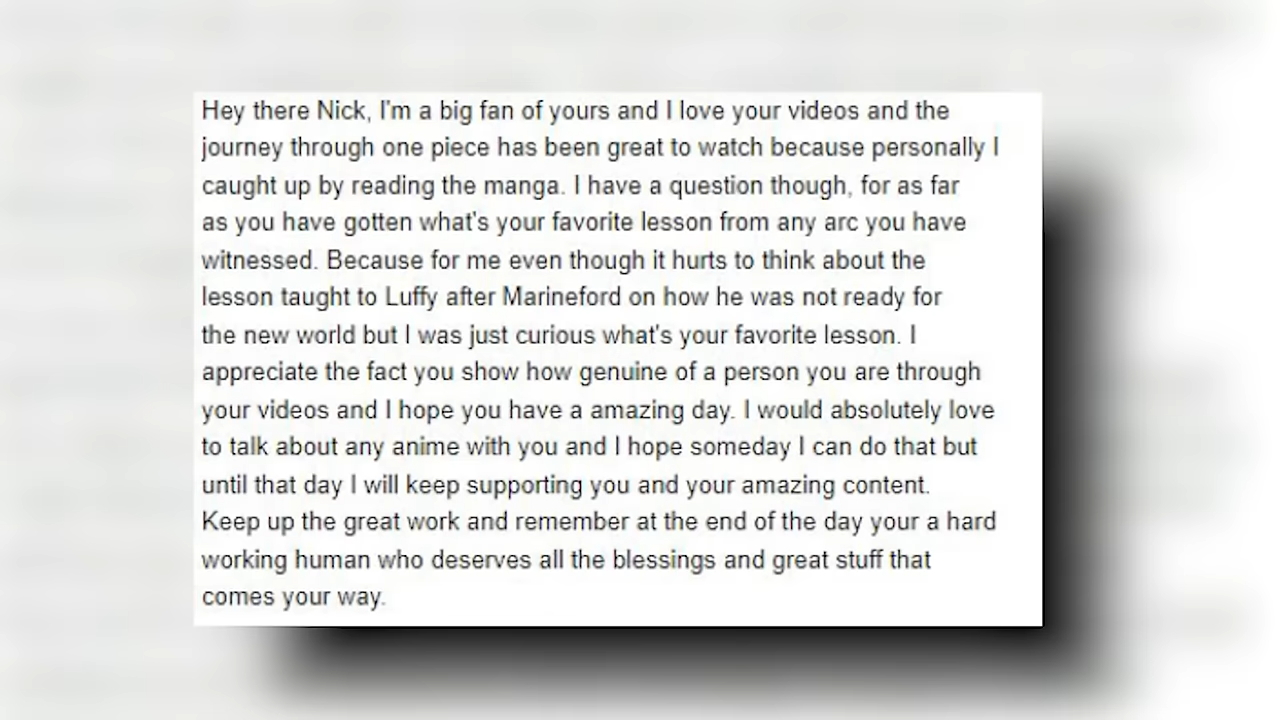 Hey there Nick, I'm a big fan of yours and I love your videos and the
journey through one piece has been great to watch because personally I
caught up by reading the manga. I have a question though, for as far
as you have gotten what's your favorite lesson from any arc you have
witnessed. Because for me even though it hurts to think about the
lesson taught to Luffy after Marineford on how he was not ready for
the new world but I was just curious what's your favorite lesson. I
appreciate the fact you show how genuine of a person you are through
your videos and I hope you have a amazing day. I would absolutely love
to talk about any anime with you and I hope someday I can do that but
until that day I will keep supporting you and your amazing content.
Keep up the great work and remember at the end of the day your a hard
working human who deserves all the blessings and great stuff that
comes your way.